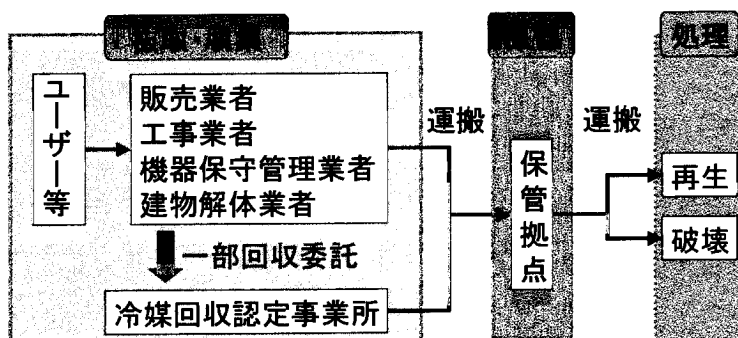 処理
ユーザー等
販売業者
工事業者
機器保守管理業者
建物解体業者
一部回収委託
冷媒回収認定事業所
運搬
保管拠点
運搬
再生
破壊